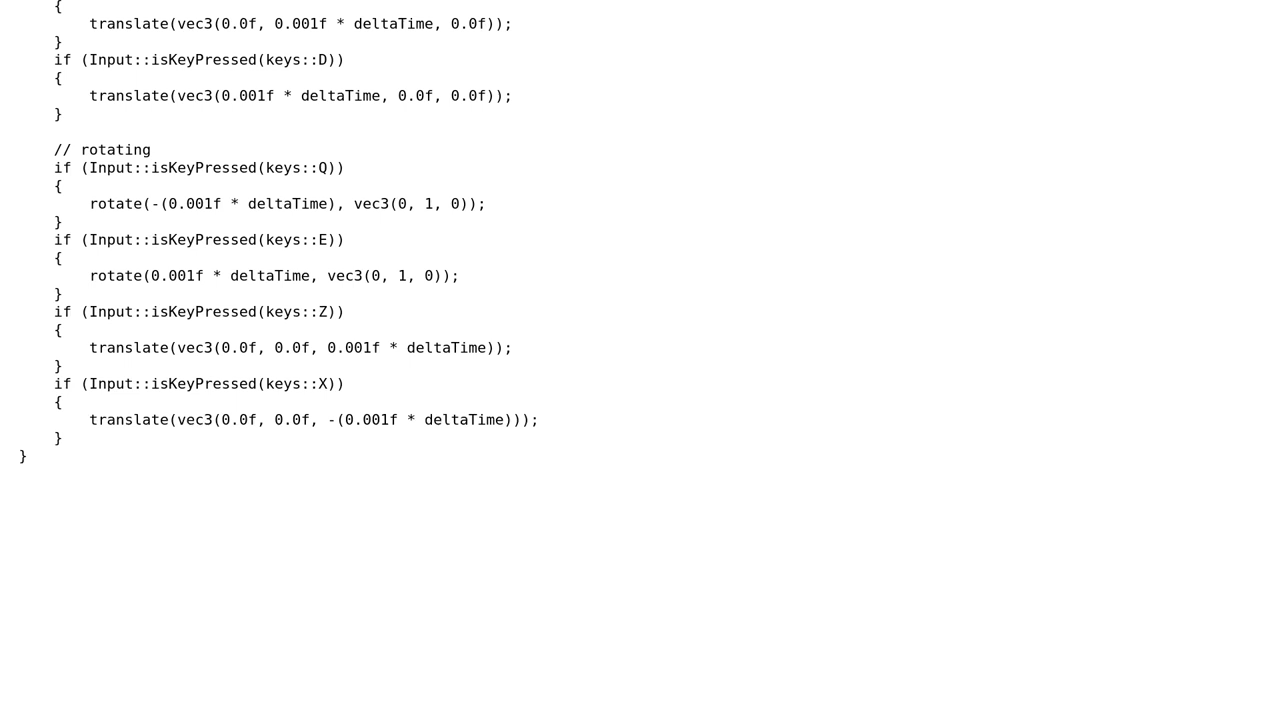 {
        translate(vec3(0.0f, 0.001f * deltaTime, 0.0f));
    }
    if (Input::isKeyPressed(keys::D))
    {
        translate(vec3(0.001f * deltaTime, 0.0f, 0.0f));
    }

    // rotating
    if (Input::isKeyPressed(keys::Q))
    {
        rotate(-(0.001f * deltaTime), vec3(0, 1, 0));
    }
    if (Input::isKeyPressed(keys::E))
    {
        rotate(0.001f * deltaTime, vec3(0, 1, 0));
    }
    if (Input::isKeyPressed(keys::Z))
    {
        translate(vec3(0.0f, 0.0f, 0.001f * deltaTime));
    }
    if (Input::isKeyPressed(keys::X))
    {
        translate(vec3(0.0f, 0.0f, -(0.001f * deltaTime)));
    }
}